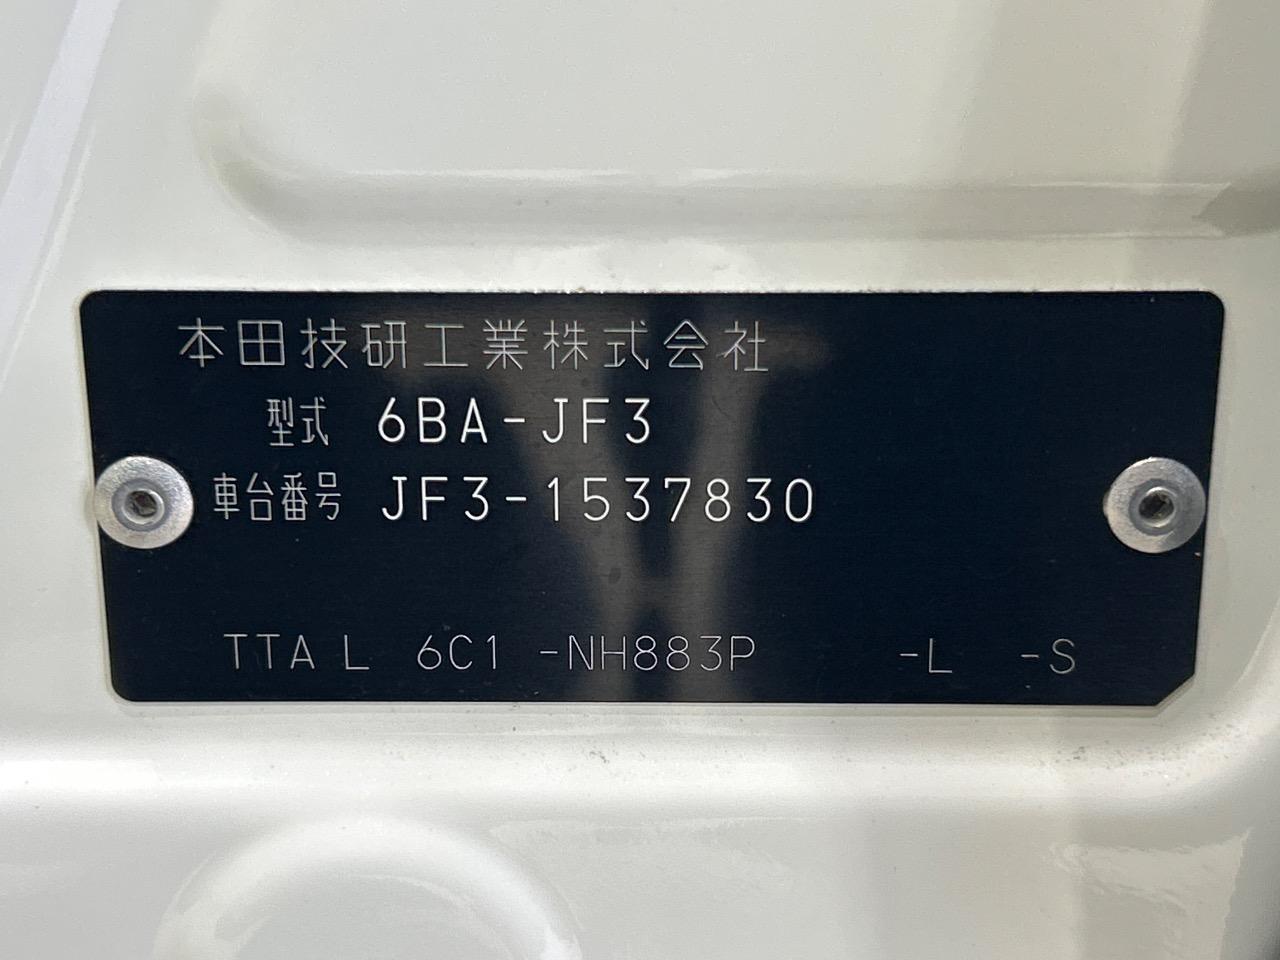 本田技研工業株式会社
型式 6BA-JF3
車台番号 JF3-1537830
TTA L 6C1 -NH883P -L -S